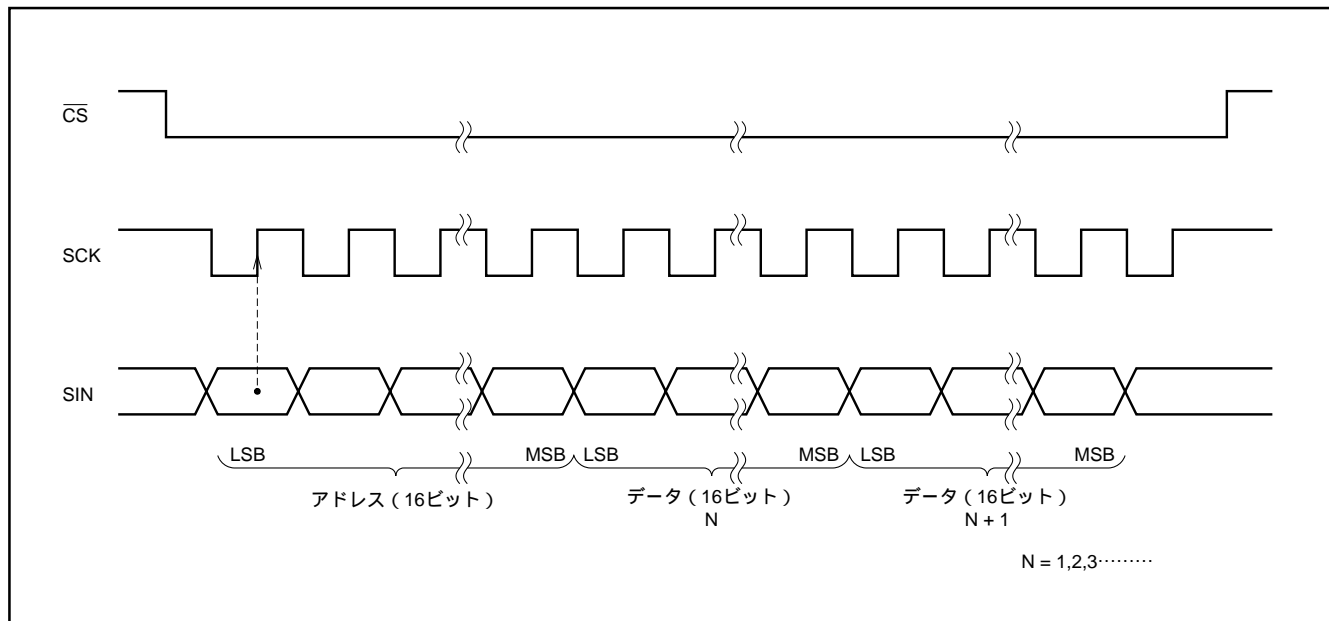 CS
SCK
SIN
LSB MSB LSB MSB LSB MSB
アドレス（16ビット） データ（16ビット） データ（16ビット）
N N + 1
N = 1,2,3………